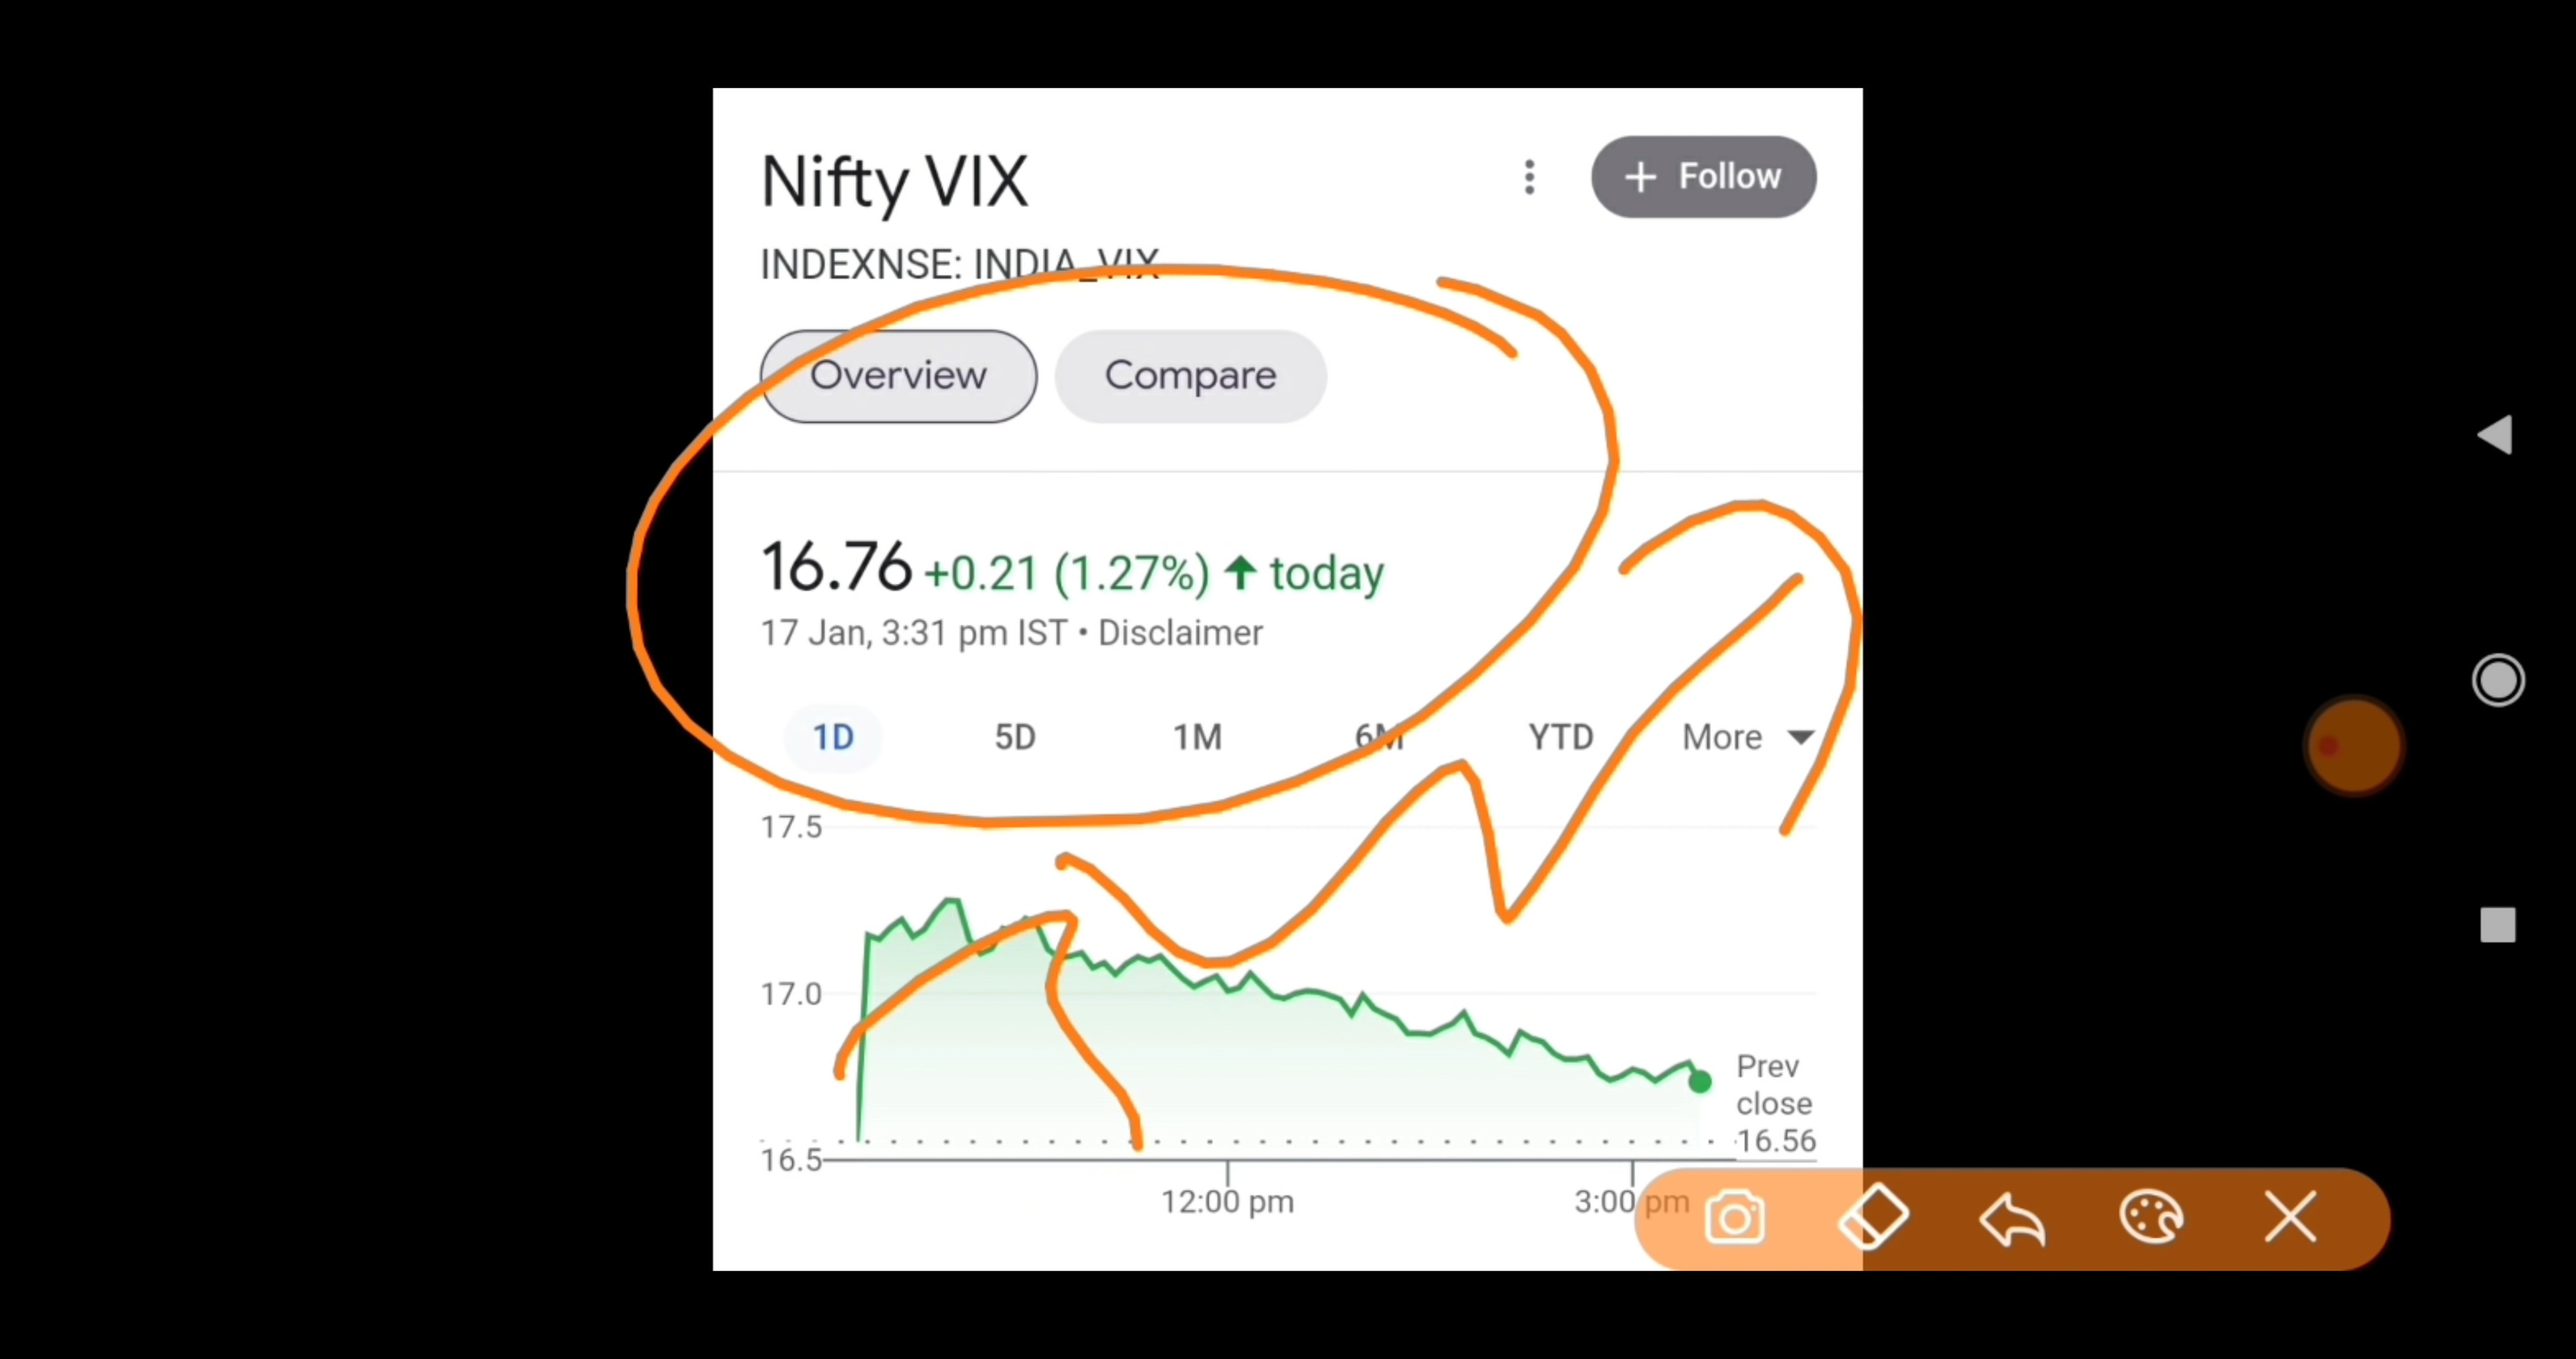 Nifty VIX
+ Follow
INDEXNSE: INDIA_VIX
Overview Compare
16.76 +0.21 (1.27%) ↑ today
17 Jan, 3:31 pm IST • Disclaimer
1D 5D 1M 6M YTD More
17.5
17.0
Prev
close
16.56
16.5
12:00 pm 3:00 pm